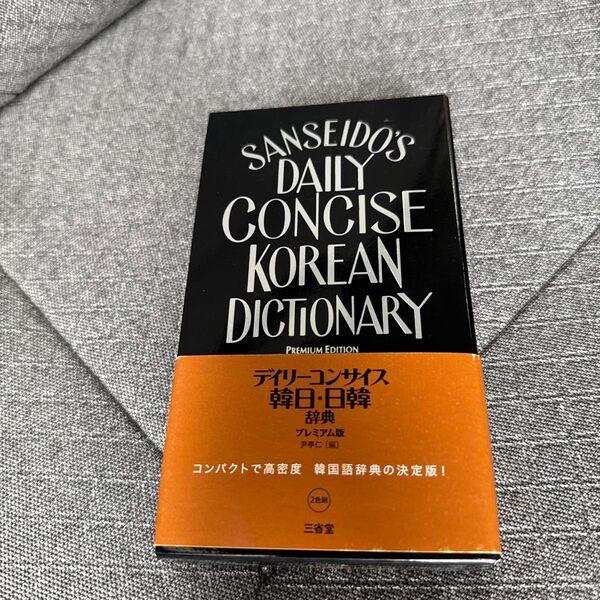 SANSEIDO'S
DAILY
CONCISE
KOREAN
DICTIONARY
PREMIUM EDITION
デイリーコンサイス
韓日・日韓
辞典
プレミアム版
尹亭仁[編]
コンパクトで高密度 韓国語辞典の決定版!
2色刷
三省堂